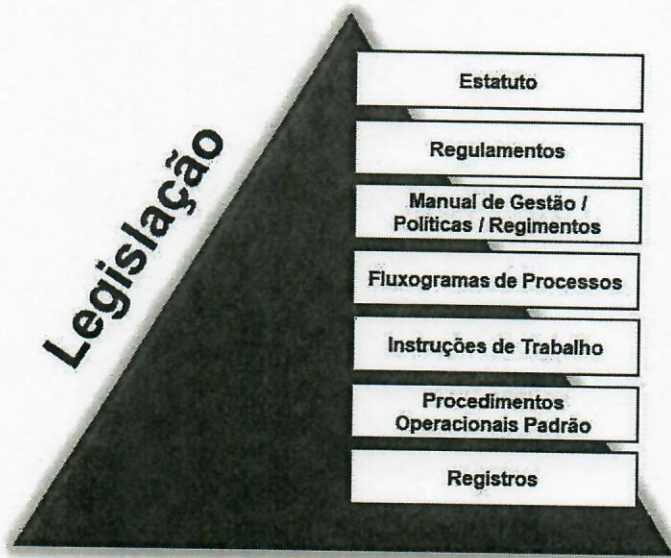 Legislação
Estatuto
Regulamentos
Manual de Gestão /
Políticas / Regimentos
Fluxogramas de Processos
Instruções de Trabalho
Procedimentos
Operacionais Padrão
Registros